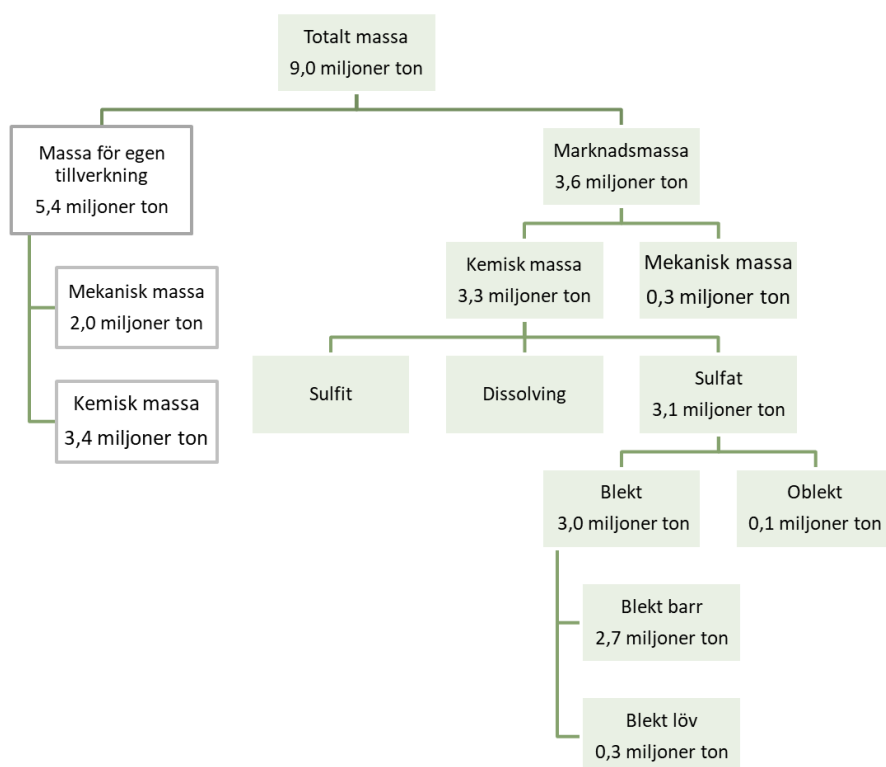 Totalt massa
9,0 miljoner ton
Massa för egen
tillverkning
5,4 miljoner ton
Marknadsmassa
3,6 miljoner ton
Kemisk massa
3,3 miljoner ton
Mekanisk massa
0,3 miljoner ton
Mekanisk massa
2,0 miljoner ton
Kemisk massa
3,4 miljoner ton
Sulfit
Dissolving
Sulfat
3,1 miljoner ton
Blekt
3,0 miljoner ton
Oblekt
0,1 miljoner ton
Blekt barr
2,7 miljoner ton
Blekt löv
0,3 miljoner ton